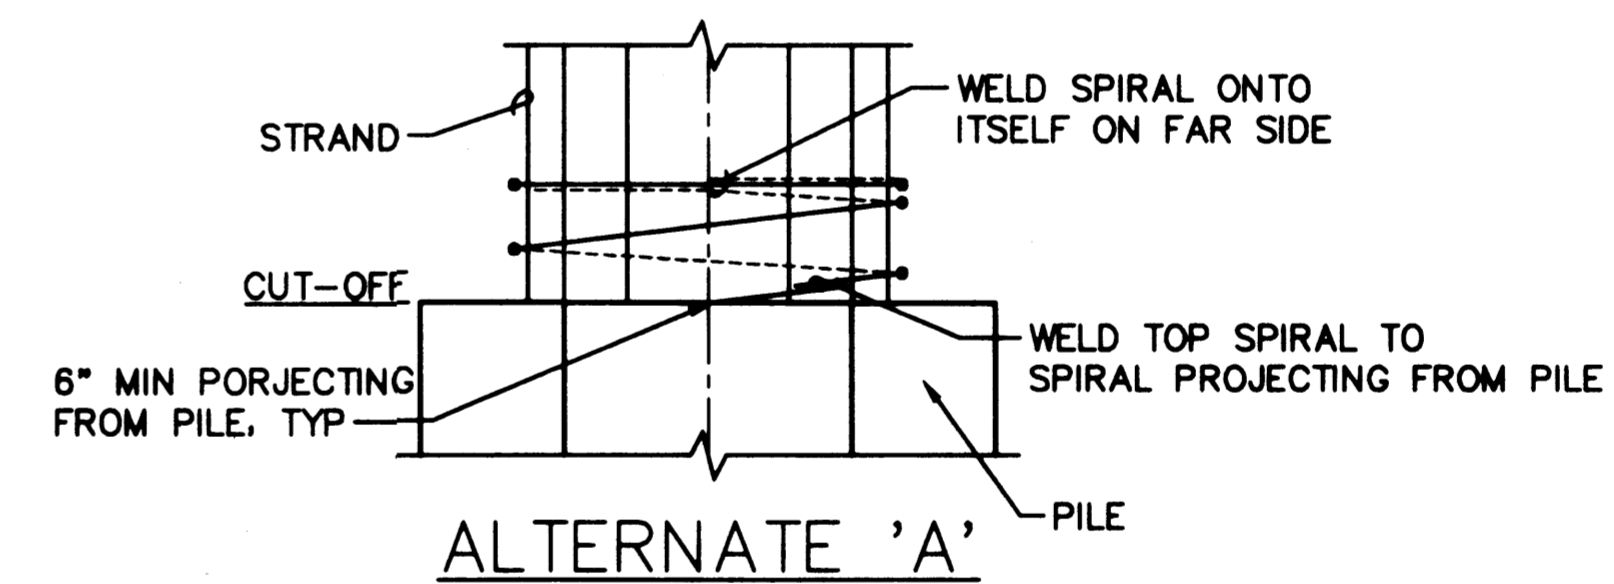 WELD SPIRAL ONTO
ITSELF ON FAR SIDE
STRAND
CUT-OFF
WELD TOP SPIRAL TO
SPIRAL PROJECTING FROM PILE
6" MIN PORJECTING
FROM PILE, TYP
PILE
ALTERNATE 'A'